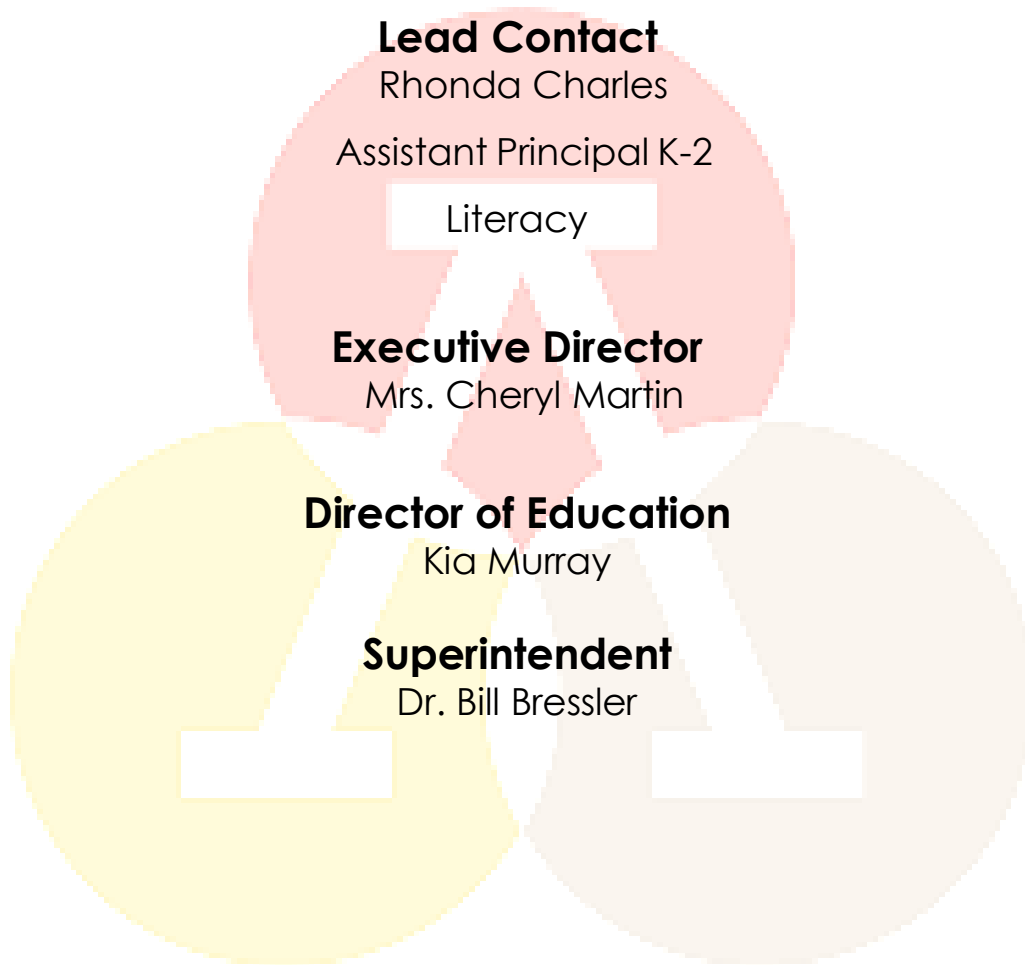 Lead Contact
Rhonda Charles
Assistant Principal K-2
Literacy
Executive Director
Mrs. Cheryl Martin
Director of Education
Kia Murray
Superintendent
Dr. Bill Bressler